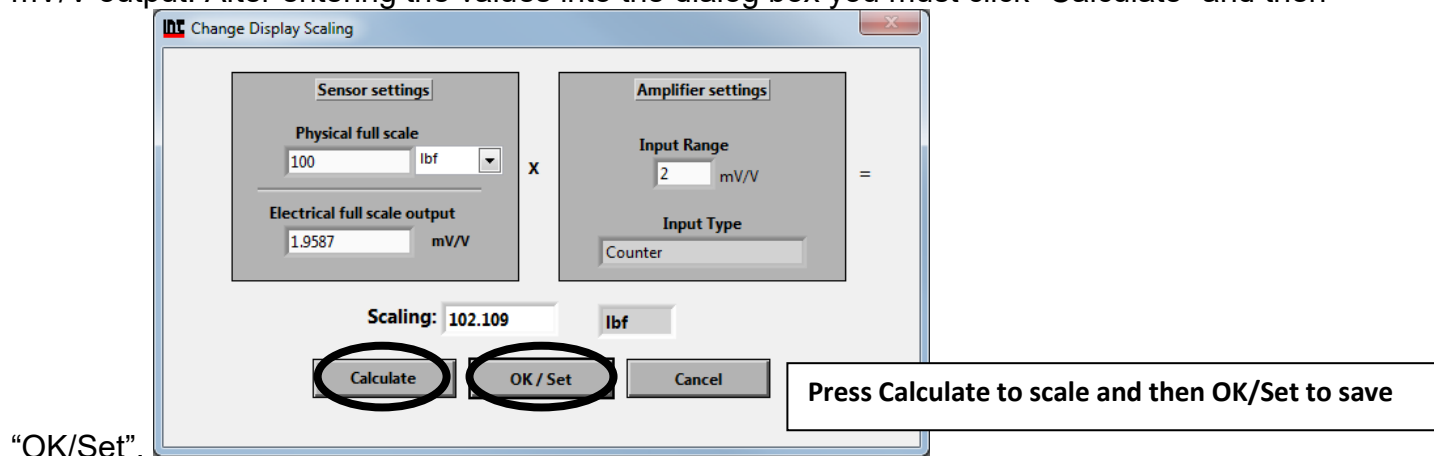 mV/V output. After entering the values into the dialog box you must click "Calculate" and then
Change Display Scaling
Sensor settings
Physical full scale
100 lbf
Electrical full scale output
1.9587 mV/V
x
Amplifier settings
Input Range
2 mV/V
Input Type
Counter
=
Scaling: 102.109 lbf
Calculate OK / Set Cancel
Press Calculate to scale and then OK/Set to save
“OK/Set”.